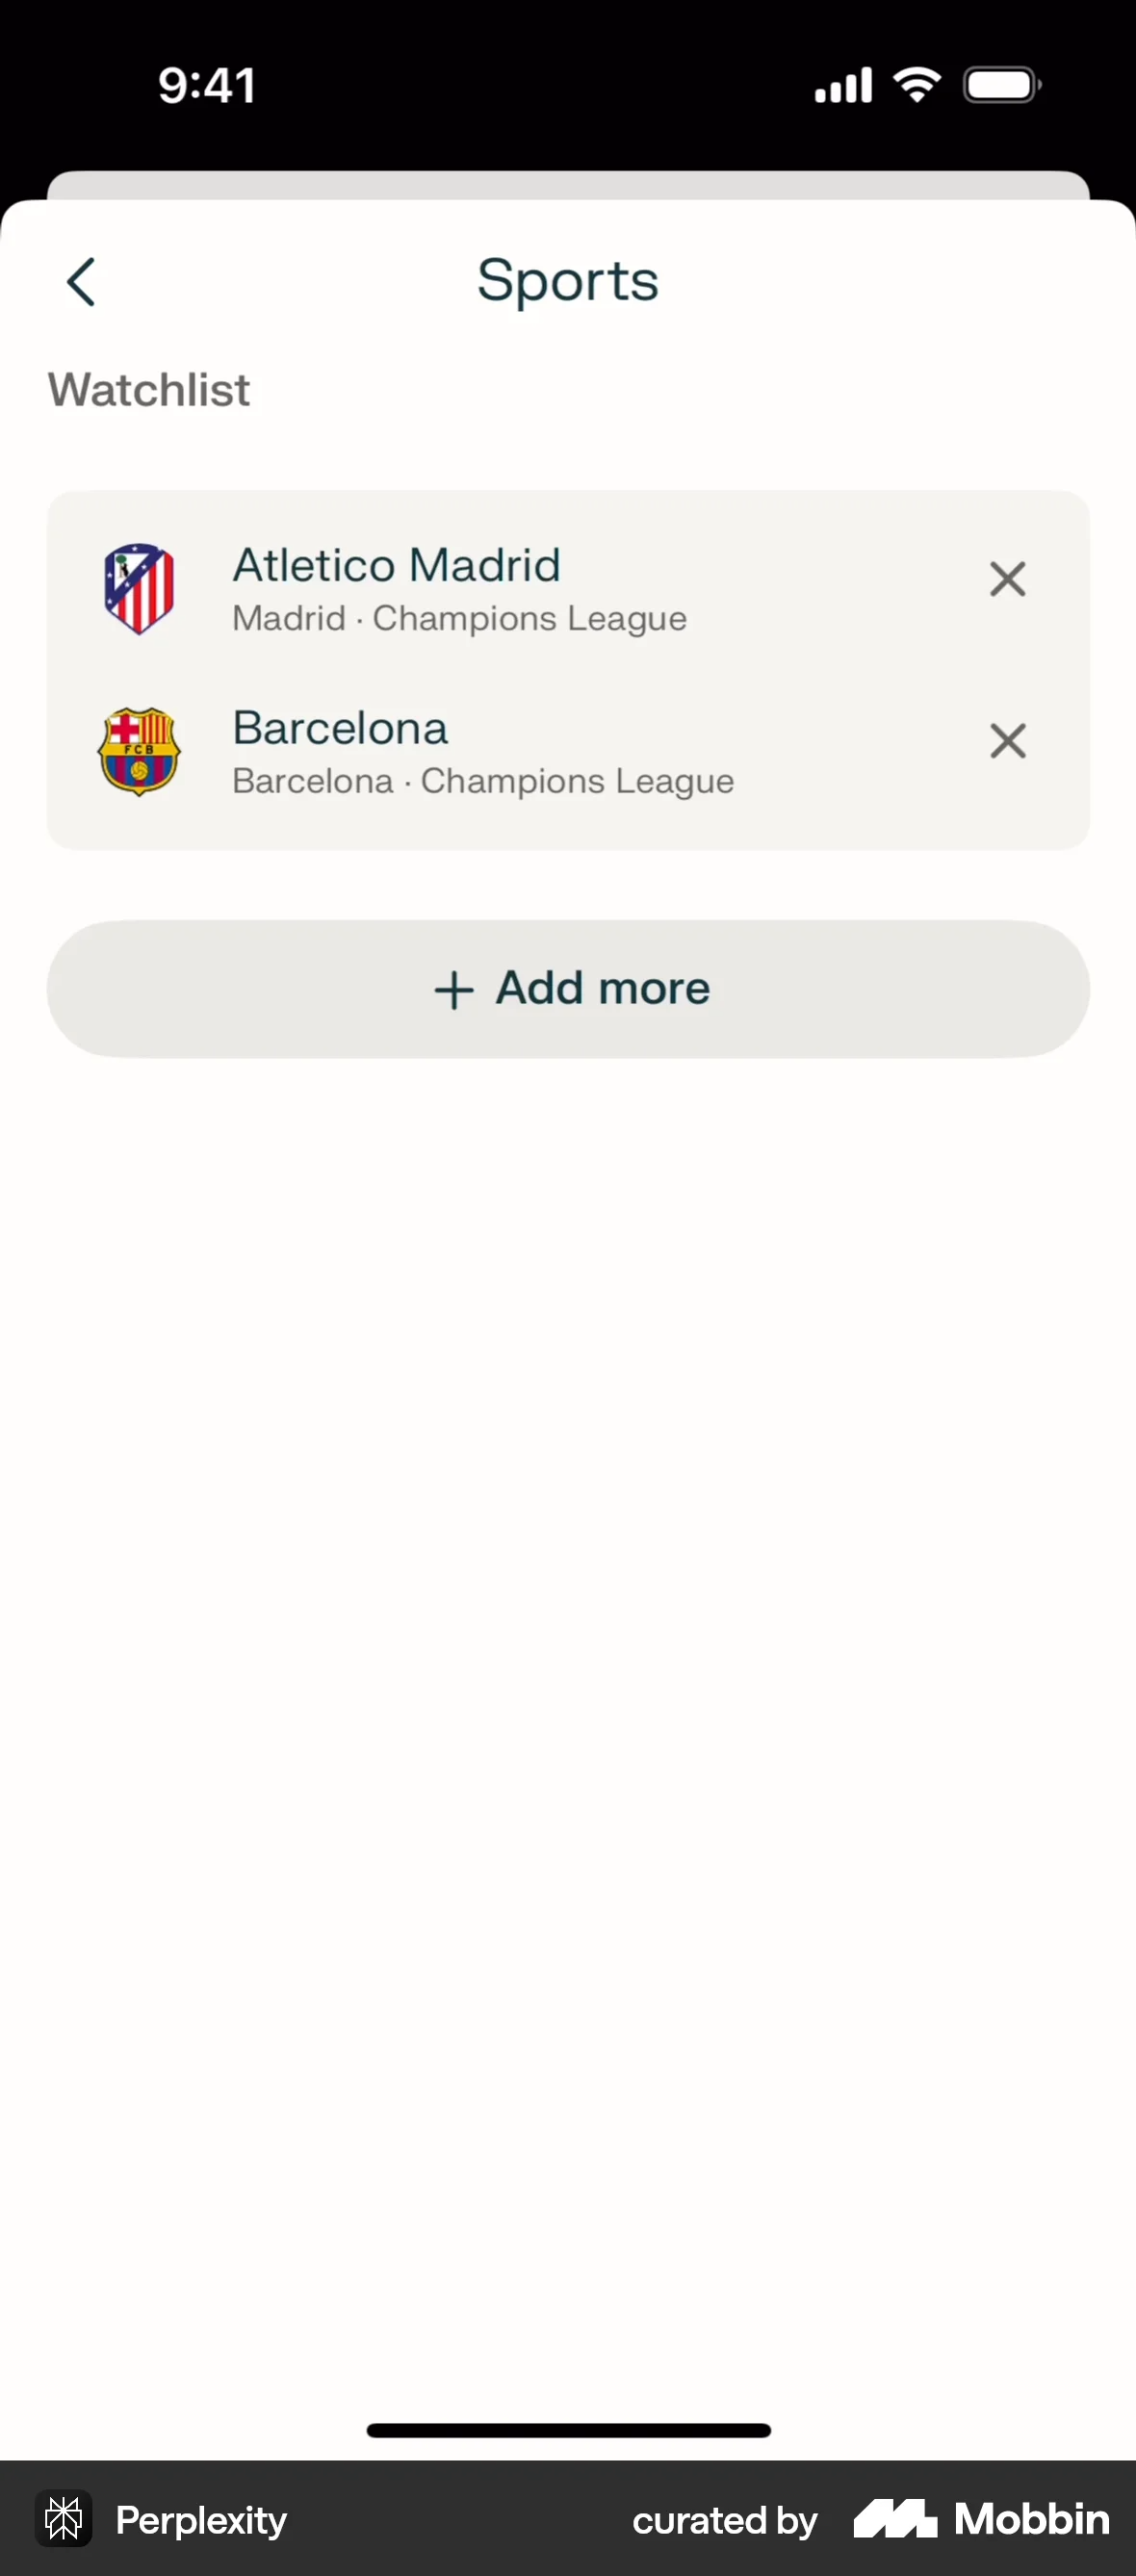 9:41
Sports
Watchlist
Atletico Madrid
Madrid · Champions League
FCB
Barcelona
Barcelona · Champions League
+ Add more
Perplexity
curated by Mobbin